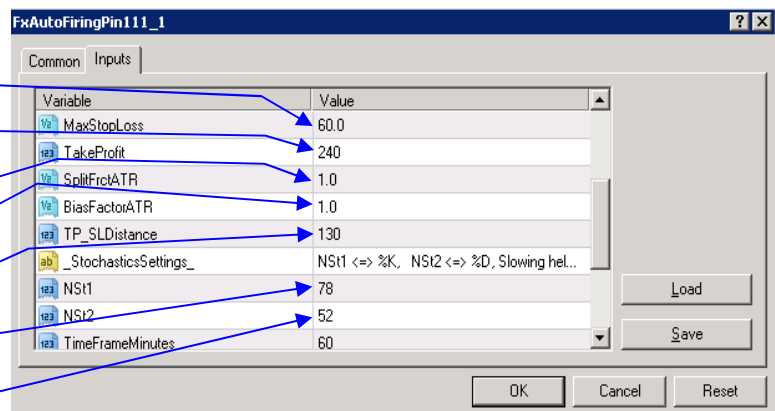 FxAutoFiringPin111_1
Common Inputs
Variable Value
MaxStopLoss 60.0
TakeProfit 240
SplitFrctATR 1.0
BiasFactorATR 1.0
TP_SLDistance 130
_StochasticsSettings_ NSt1 <=> %K, NSt2 <=> %D, Slowing hel...
NSt1 78
NSt2 52
TimeFrameMinutes 60
Load
Save
OK Cancel Reset